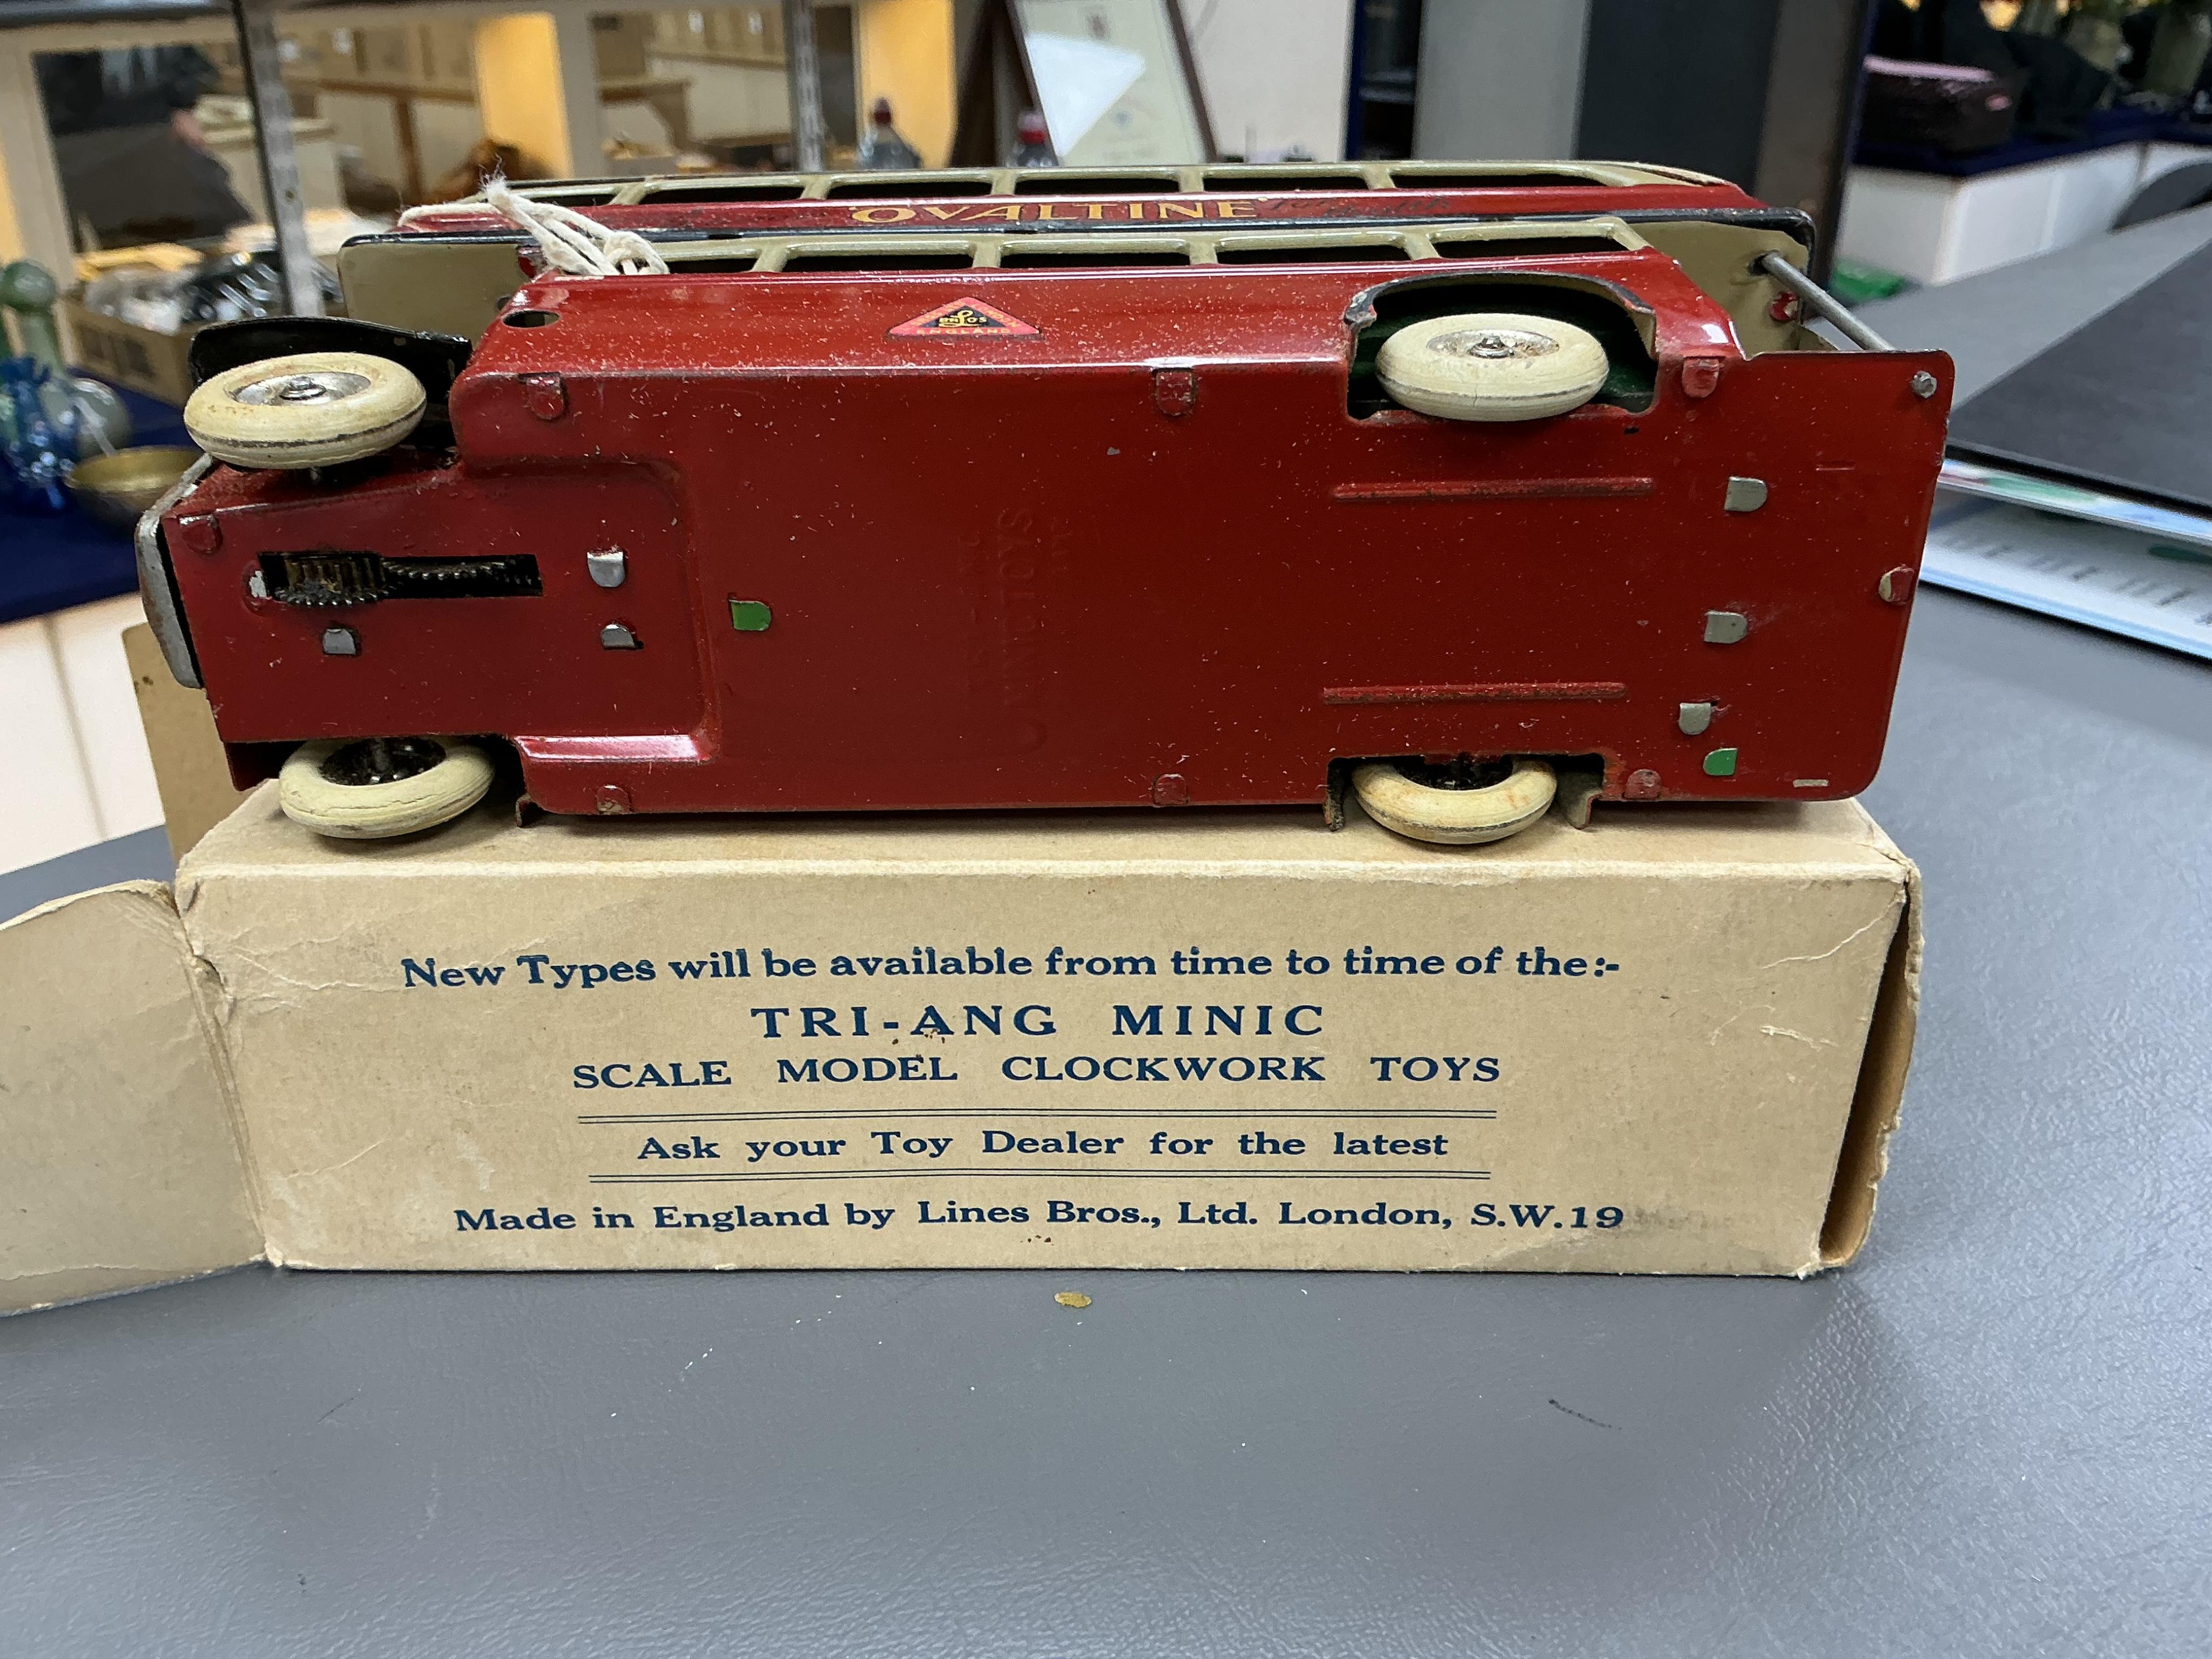 OVALTINE
ENGLAND
New Types will be available from time to time of the:-
TRI-ANG MINIC
SCALE MODEL CLOCKWORK TOYS
Ask your Toy Dealer for the latest
Made in England by Lines Bros., Ltd. London, S.W.19